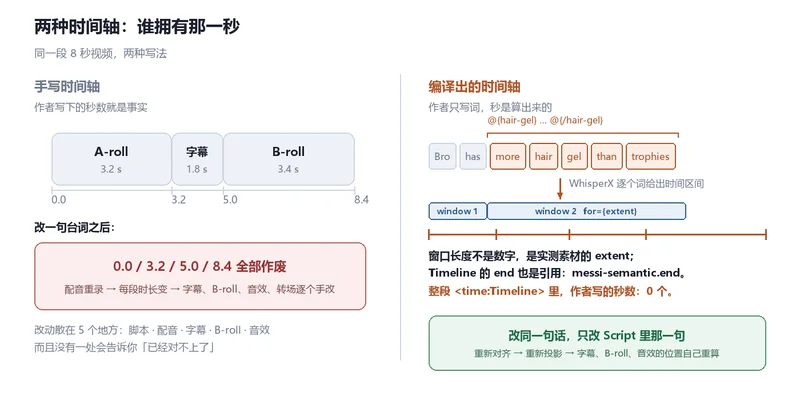 两种时间轴：谁拥有那一秒
同一段 8 秒视频，两种写法
手写时间轴
作者写下的秒数就是事实
A-roll
3.2 s
字幕
1.8 s
B-roll
3.4 s
0.0
3.2
5.0
8.4
改一句台词之后：
0.0 / 3.2 / 5.0 / 8.4 全部作废
配音重录 → 每段时长变 → 字幕、B-roll、音效、转场逐个手改
改动散在 5 个地方：脚本 · 配音 · 字幕 · B-roll · 音效
而且没有一处会告诉你「已经对不上了」
编译出的时间轴
作者只写词，秒是算出来的
@(hair-gel) ... @(/hair-gel)
Bro has more hair gel than trophies
WhisperX 逐个词给出时间区间
window 1
window 2 for=(extent)
窗口长度不是数字，是实测素材的 extent；
Timeline 的 end 也是引用：messi-semantic.end。
整段 <time:Timeline> 里，作者写的秒数：0 个。
改同一句话，只改 Script 里那一句
重新对齐 → 重新投影 → 字幕、B-roll、音效的位置自己重算